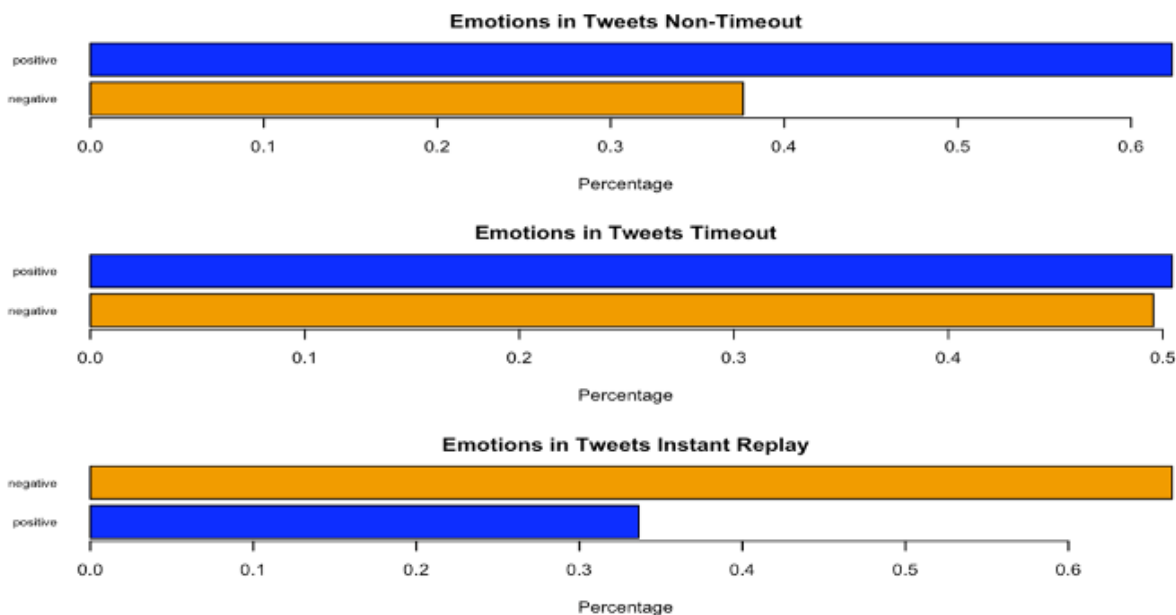 Emotions in Tweets Non-Timeout
positive
negative
0.0 0.1 0.2 0.3 0.4 0.5 0.6
Percentage
Emotions in Tweets Timeout
positive
negative
0.0 0.1 0.2 0.3 0.4 0.5
Percentage
Emotions in Tweets Instant Replay
negative
positive
0.0 0.1 0.2 0.3 0.4 0.5 0.6
Percentage